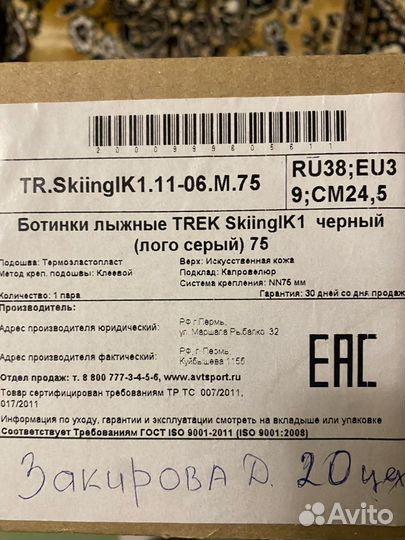 2000999605611
TR.SkiingIK1.11-06.M.75
RU38;EU3
9;CM24,5
Ботинки лыжные TREK SkiingIK1 черный
(лого серый) 75
Подошва: Термоэластопласт
Верх: Искусственная кожа
Метод креп. подошвы: Клеевой
Подклад: Капровелюр
Система крепления: NN75 мм
Количество: 1 пара
Гарантия: 30 дней со дня продаж
Производитель:
Адрес производителя юридический:
РФ г.Пермь,
ул. Маршала Рыбалко 32
Адрес производителя фактический:
РФ, г. Пермь,
Куйбышева 115б
Отдел продаж: т. 8 800 777-3-4-5-6, www.avtsport.ru
Товар сертифицирован требованиям ТР ТС 007/2011,
017/2011
EAC
Информация по уходу, гарантии и эксплуатации смотреть на вкладыше или упаковке
Соответствует Требованиям ГОСТ ISO 9001-2011 (ISO 9001:2008)
Закирова Д. 20 цех
Avito